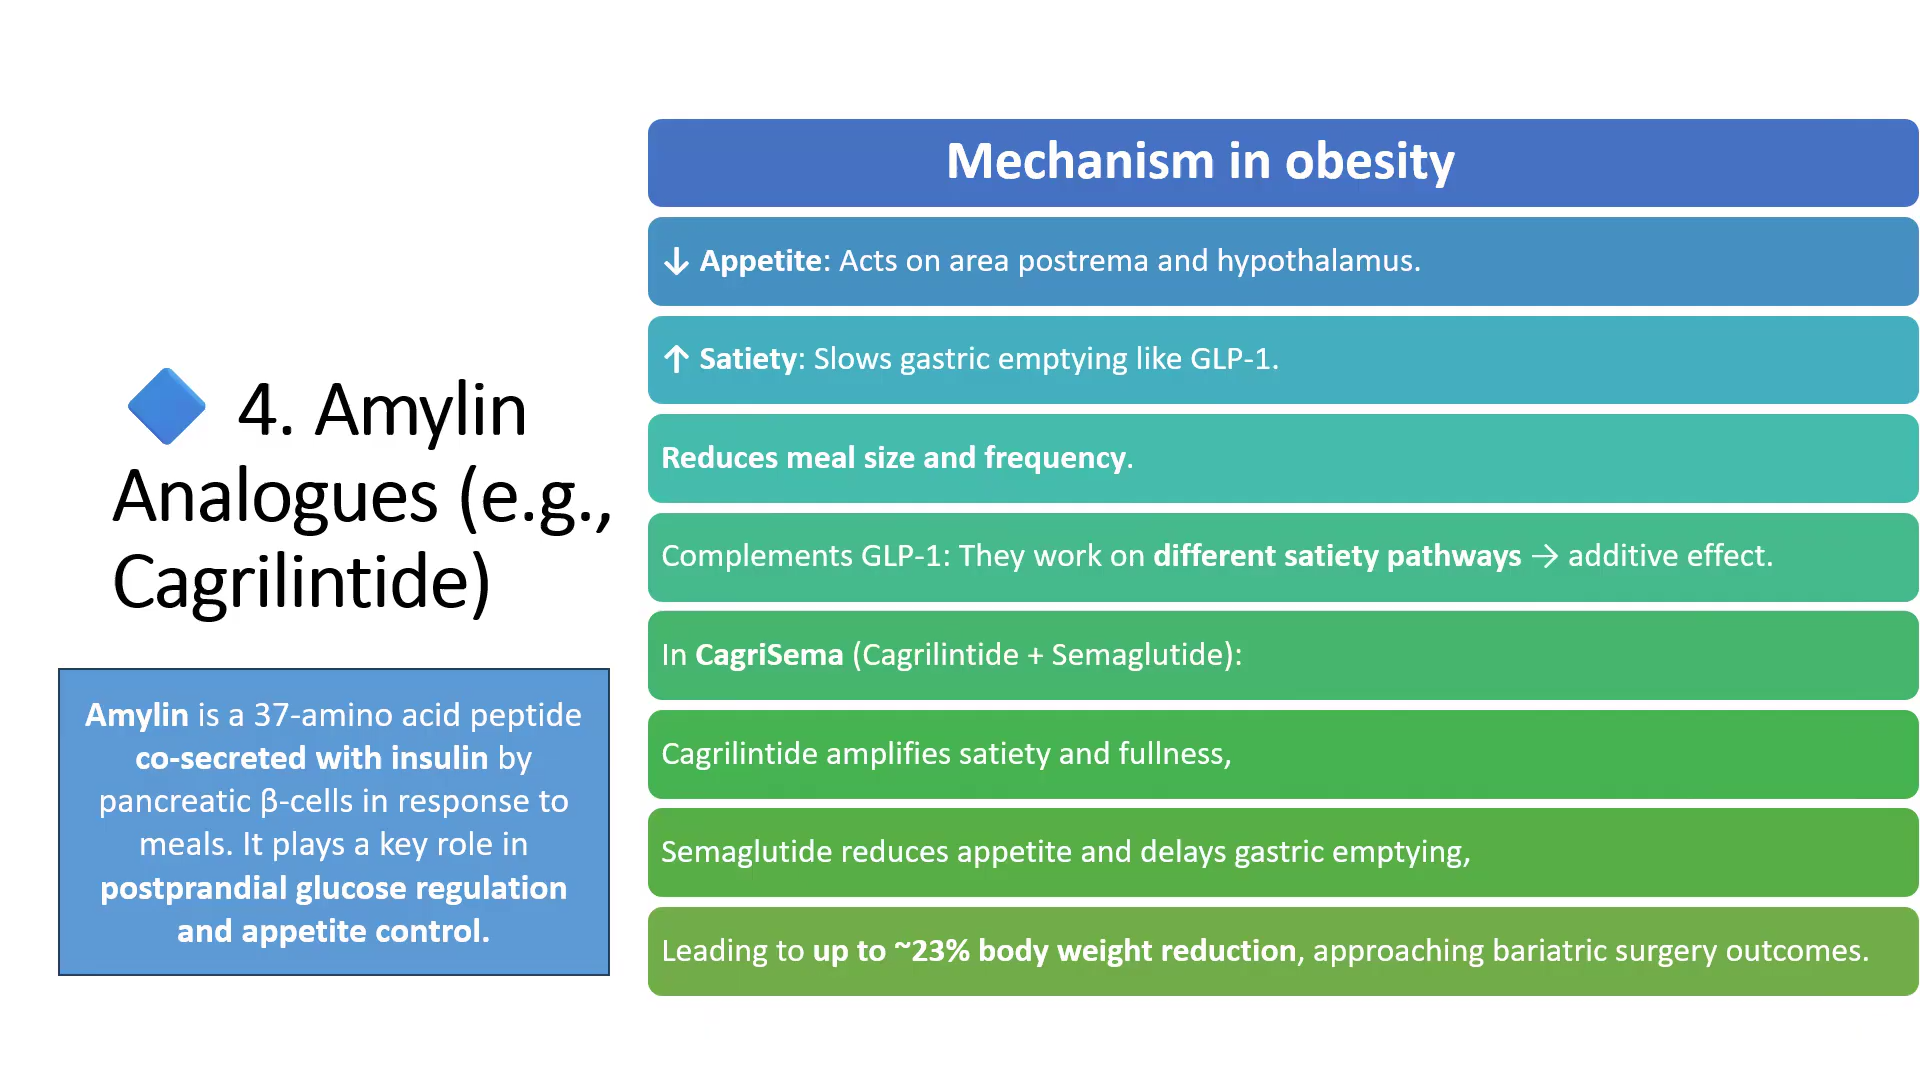 🔷 4. Amylin
Analogues (e.g.,
Cagrilintide)
Amylin is a 37-amino acid peptide
co-secreted with insulin by
pancreatic β-cells in response to
meals. It plays a key role in
postprandial glucose regulation
and appetite control.
Mechanism in obesity
↓ Appetite: Acts on area postrema and hypothalamus.
↑ Satiety: Slows gastric emptying like GLP-1.
Reduces meal size and frequency.
Complements GLP-1: They work on different satiety pathways → additive effect.
In CagriSema (Cagrilintide + Semaglutide):
Cagrilintide amplifies satiety and fullness,
Semaglutide reduces appetite and delays gastric emptying,
Leading to up to ~23% body weight reduction, approaching bariatric surgery outcomes.